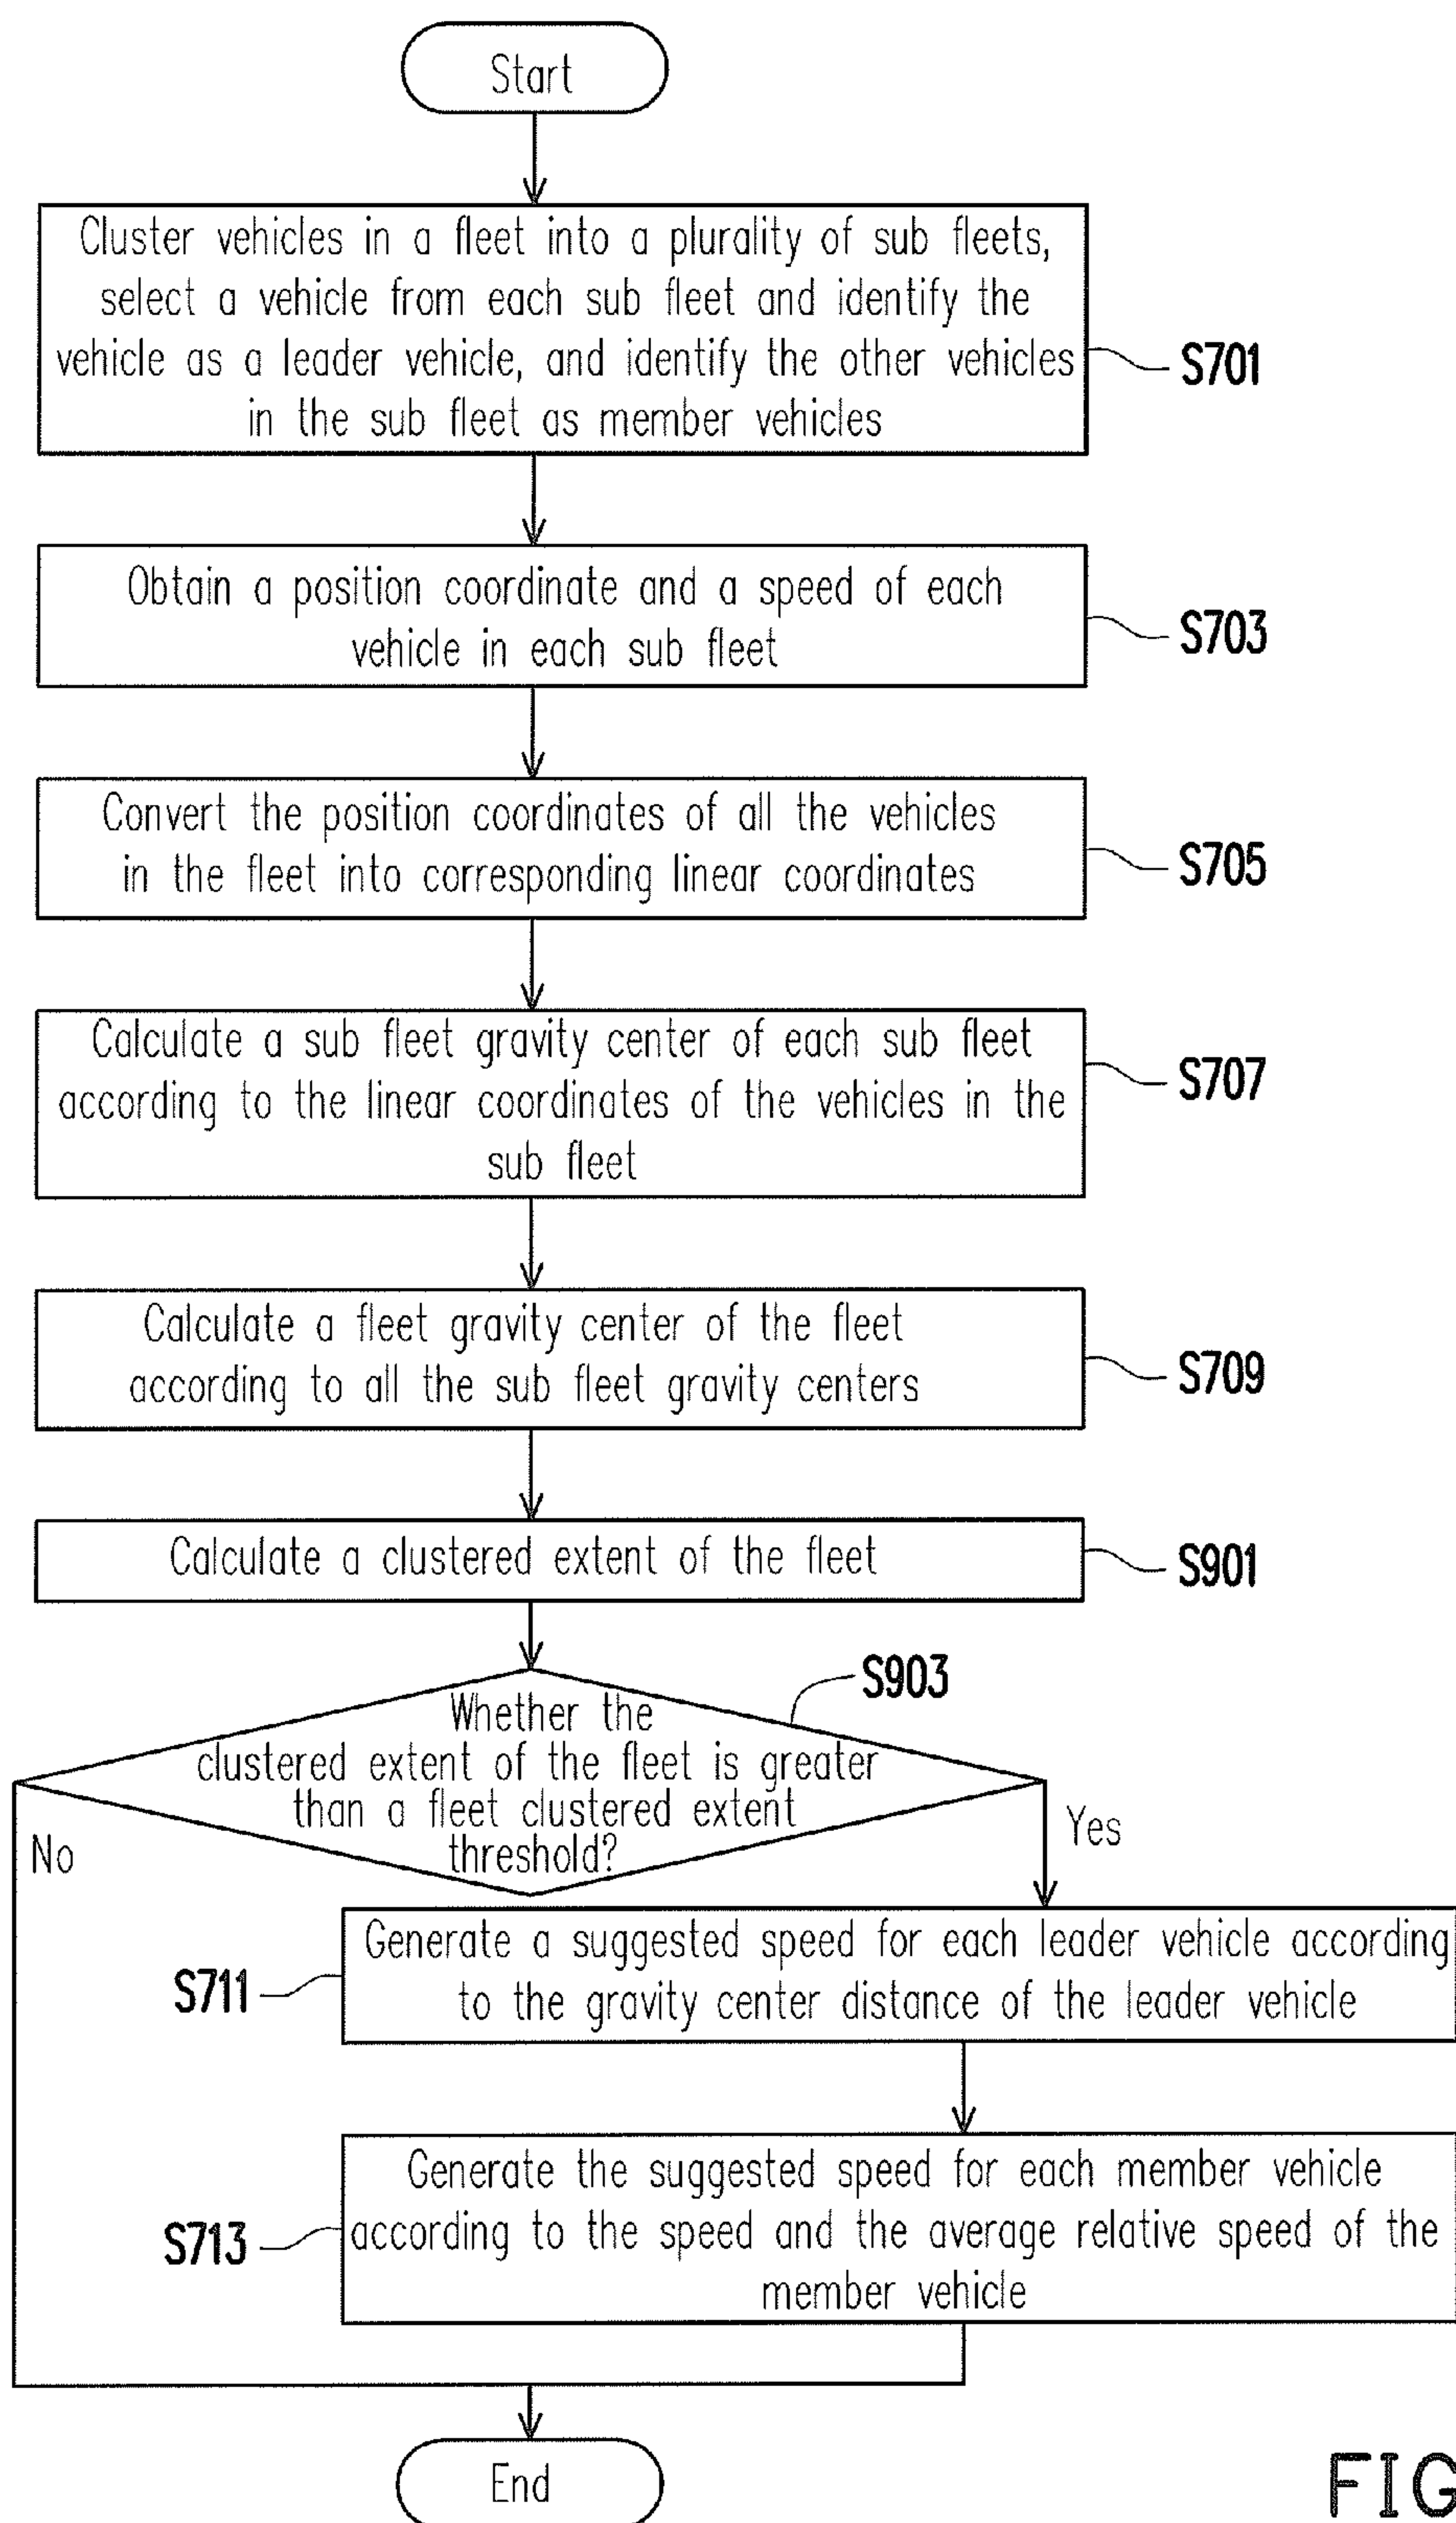 Start
Cluster vehicles in a fleet into a plurality of sub fleets,
select a vehicle from each sub fleet and identify the
vehicle as a leader vehicle, and identify the other vehicles
in the sub fleet as member vehicles
S701
Obtain a position coordinate and a speed of each
vehicle in each sub fleet
S703
Convert the position coordinates of all the vehicles
in the fleet into corresponding linear coordinates
S705
Calculate a sub fleet gravity center of each sub fleet
according to the linear coordinates of the vehicles in the
sub fleet
S707
Calculate a fleet gravity center of the fleet
according to all the sub fleet gravity centers
S709
Calculate a clustered extent of the fleet
S901
S903
Whether the
clustered extent of the fleet is greater
than a fleet clustered extent
threshold?
No
Yes
Generate a suggested speed for each leader vehicle according
to the gravity center distance of the leader vehicle
S711
Generate the suggested speed for each member vehicle
according to the speed and the average relative speed of the
member vehicle
S713
End
FIG